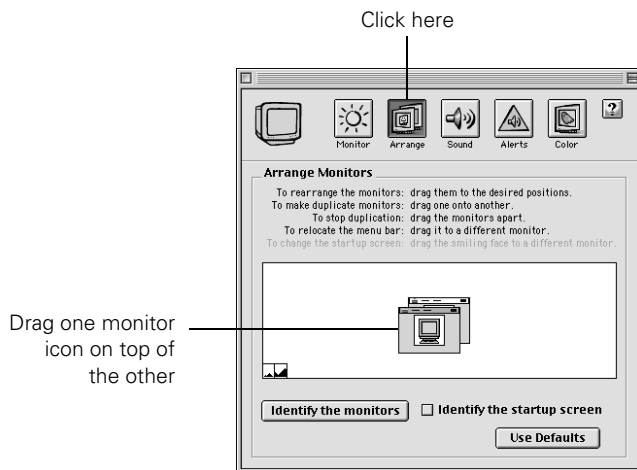 Click here
?
Monitor Arrange Sound Alerts Color
Arrange Monitors
To rearrange the monitors: drag them to the desired positions.
To make duplicate monitors: drag one onto another.
To stop duplication: drag the monitors apart.
To relocate the menu bar: drag it to a different monitor.
To change the startup screen: drag the smiling face to a different monitor.
Drag one monitor
icon on top of
the other
Identify the monitors Identify the startup screen
Use Defaults